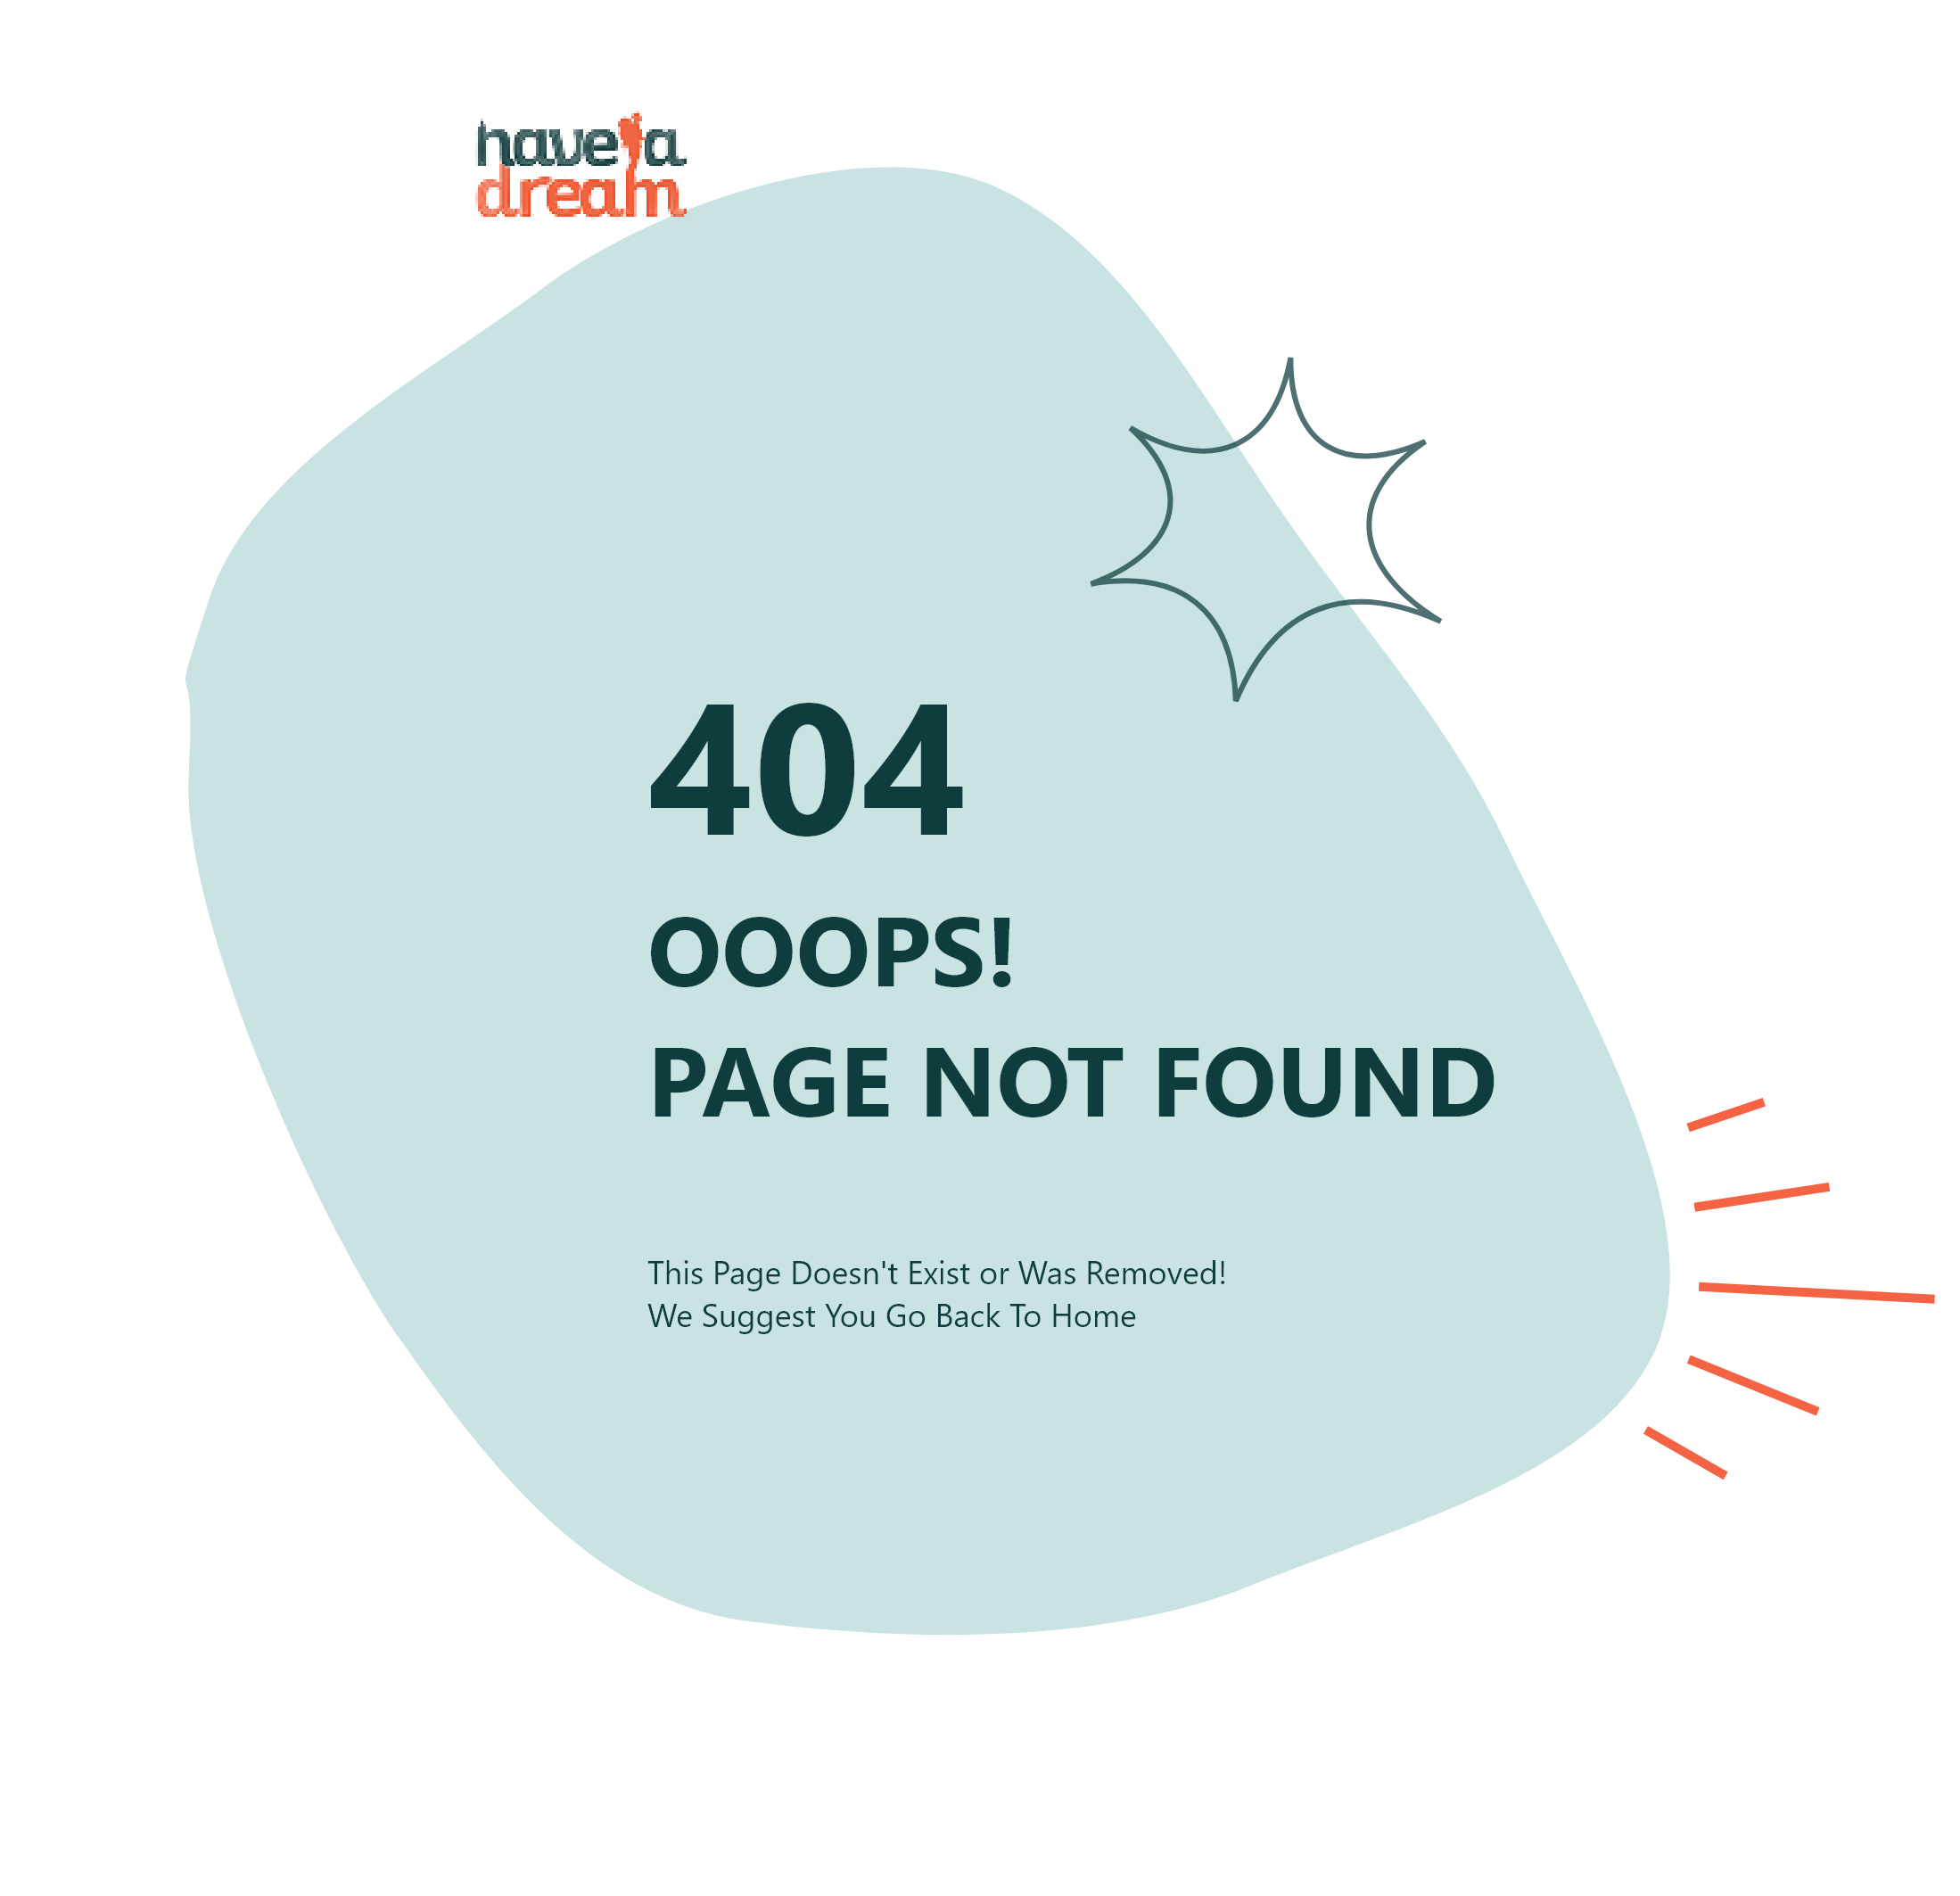 have a
dream
404
OOOPS!
PAGE NOT FOUND
This Page Doesn't Exist or Was Removed!
We Suggest You Go Back To Home